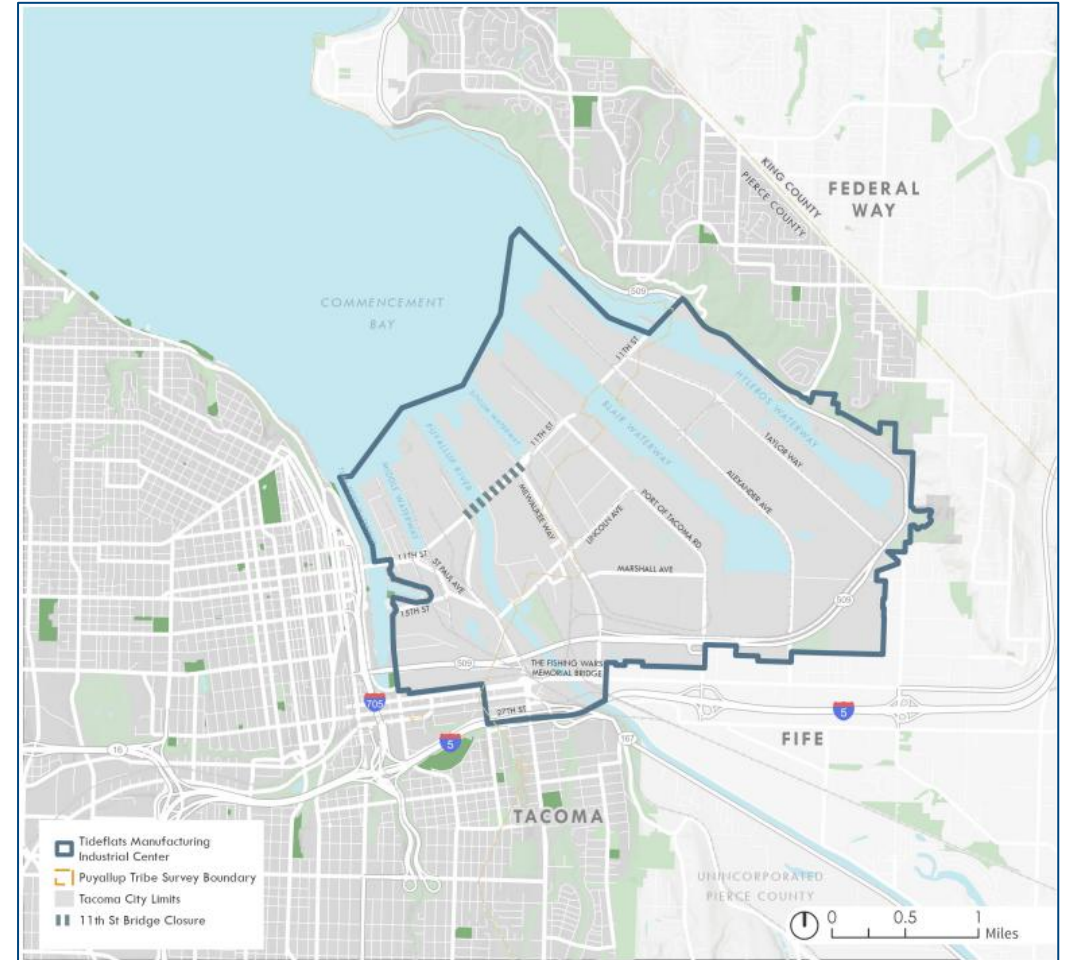 KING COUNTY
PIERCE COUNTY
FEDERAL
WAY
COMMENCEMENT
BAY
509
11TH ST
HYLEBOS WATERWAY
BLAIR WATERWAY
SITCUM WATERWAY
11TH ST
PUYALLUP RIVER
TAYLOR WAY
MIDDLE WATERWAY
ALEXANDER AVE
PORT OF TACOMA RD
MILWAUKEE WAY
LINCOLN AVE
11TH ST
ST PAUL AVE
MARSHALL AVE
15TH ST
509
509
THE FISHING WARS
MEMORIAL BRIDGE
705
27TH ST
5
5
16
167
FIFE
TACOMA
UNINCORPORATED
PIERCE COUNTY
Tideflats Manufacturing
Industrial Center
Puyallup Tribe Survey Boundary
Tacoma City Limits
11th St Bridge Closure
0 0.5 1
Miles